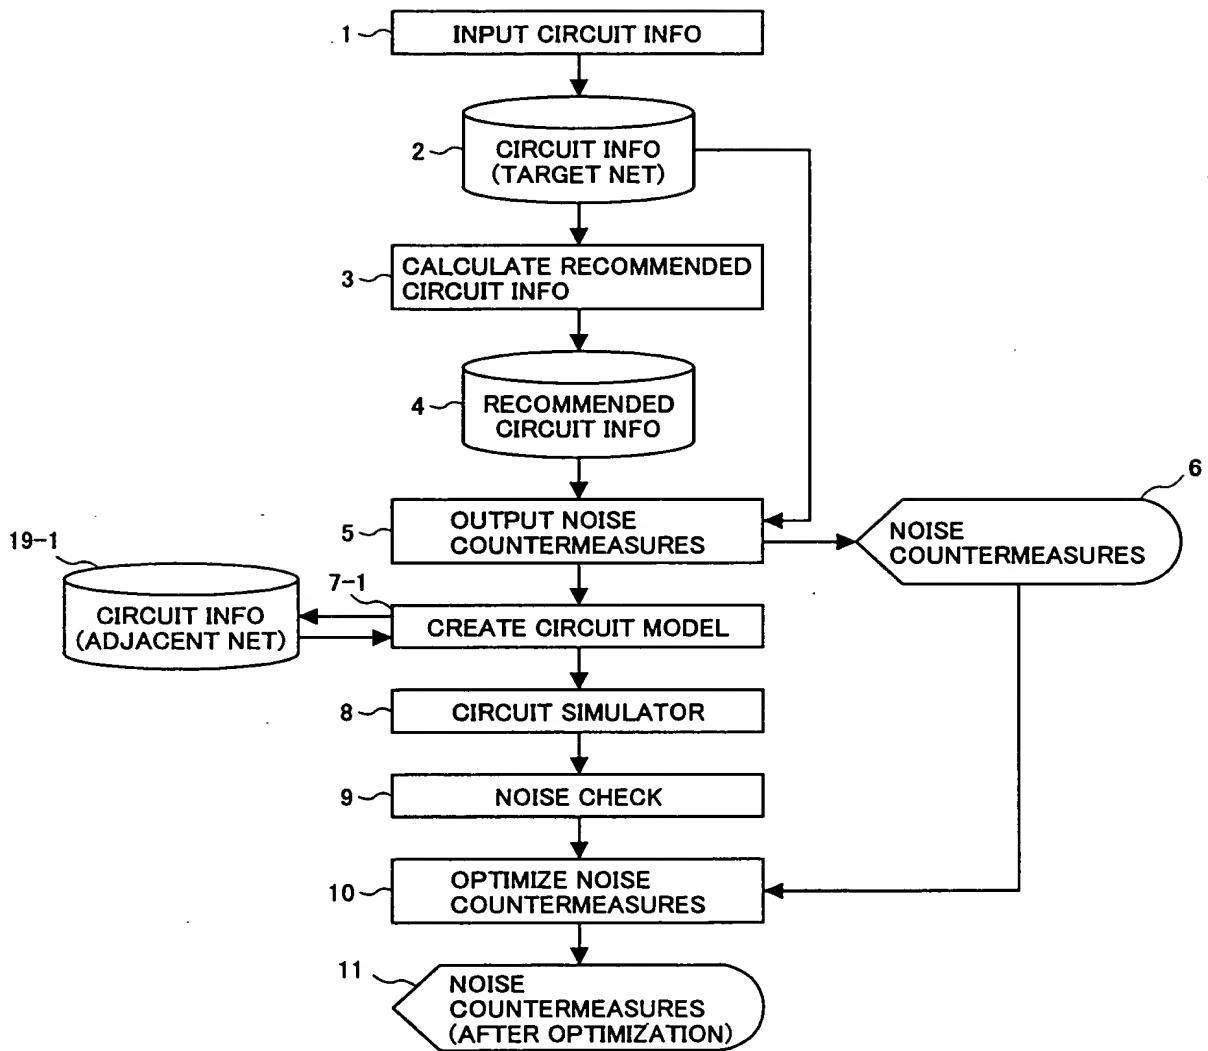 1
INPUT CIRCUIT INFO
2
CIRCUIT INFO
(TARGET NET)
3
CALCULATE RECOMMENDED
CIRCUIT INFO
4
RECOMMENDED
CIRCUIT INFO
5
OUTPUT NOISE
COUNTERMEASURES
6
NOISE
COUNTERMEASURES
19-1
CIRCUIT INFO
(ADJACENT NET)
7-1
CREATE CIRCUIT MODEL
8
CIRCUIT SIMULATOR
9
NOISE CHECK
10
OPTIMIZE NOISE
COUNTERMEASURES
11
NOISE
COUNTERMEASURES
(AFTER OPTIMIZATION)